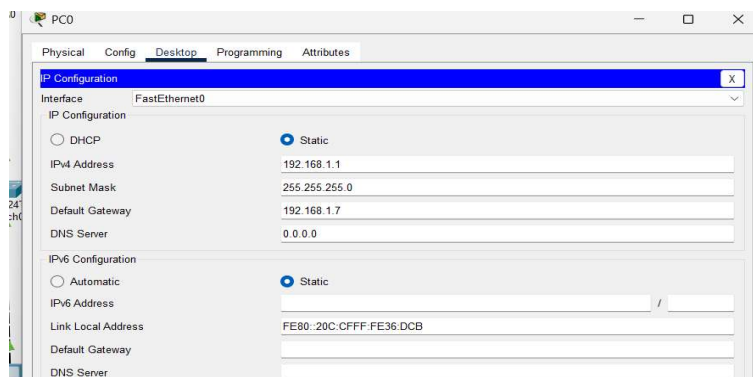 PC0
Physical Config Desktop Programming Attributes
IP Configuration X
Interface FastEthernet0
IP Configuration
DHCP Static
IPv4 Address 192.168.1.1
Subnet Mask 255.255.255.0
Default Gateway 192.168.1.7
DNS Server 0.0.0.0
IPv6 Configuration
Automatic Static
IPv6 Address /
Link Local Address FE80::20C:CFFF:FE36:DCB
Default Gateway
DNS Server